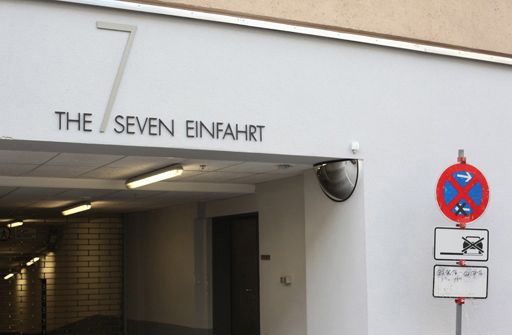 7
THE SEVEN EINFAHRT